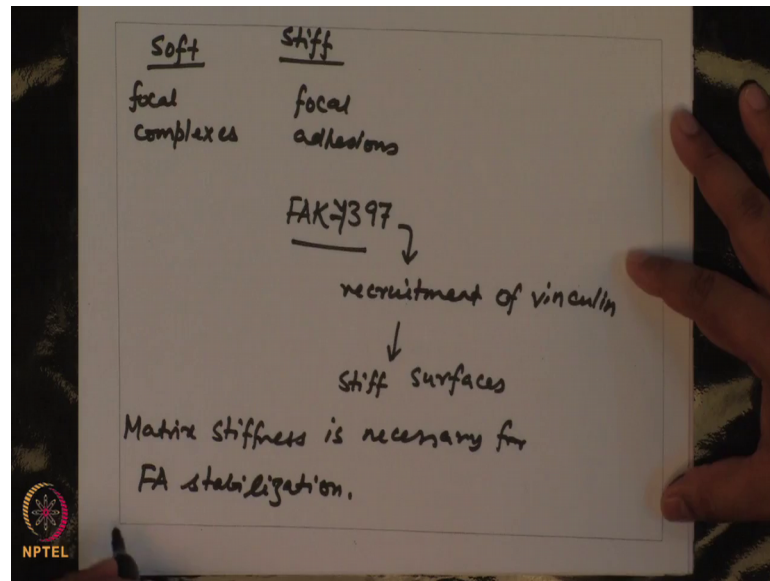 Soft Stiff
focal focal
complexes adhesions
FAK-Y397
recruitment of vinculin
Stiff surfaces
Matrix stiffness is necessary for
FA stabilization.
NPTEL